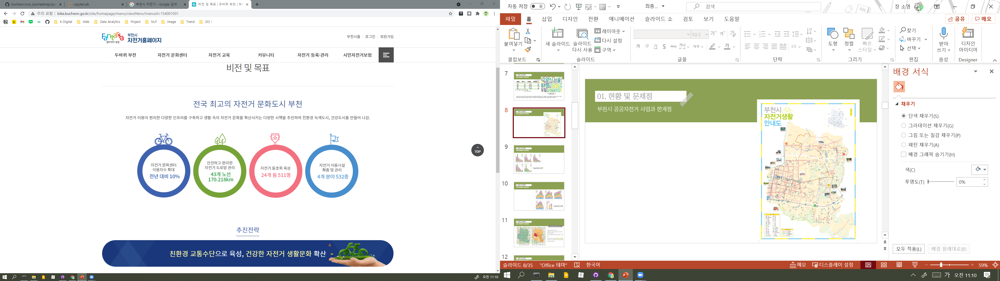 bucheon/won_busHeatmap.ipy
JupyterLab
부천시 자전거 - Google 검색
비전 및 목표 | 두바퀴 부천 | 부천
주의 요함
bike.bucheon.go.kr/site/homepage/menu/viewMenu?menuid=154001001
K-Digital
Web
Data Analytics
Project
NLP
Image
Trend
DO !
Fantasia
판타지아 부천
부천시
자전거홈페이지
부천시홈
로그인
회원가입
두바퀴 부천
자전거 문화센터
자전거 교육
커뮤니티
자전거 등록·관리
시민자전거보험
비전 및 목표
전국 최고의 자전거 문화도시 부천
자전거 이용이 편리한 다양한 인프라를 구축하고 생활 속의 자전거 문화를 확산시키는 다양한 시책을 추진하여 친환경 녹색도시, 건강도시를 만들어 나감.
자전거 문화센터
이용자수 확대
전년 대비 10%
안전하고 편리한
자전거 도로망 관리
43개 노선
170.218km
자전거 동호회 육성
24개 동 511명
자전거 이용시설
확충 및 관리
4개 분야 532종
TOP
추진전략
친환경 교통수단으로 육성, 건강한 자전거 생활문화 확산
오전 11:10
자동 저장
끔
최종...
검색
장 소영
파일
홈
삽입
디자인
전환
애니메이션
슬라이드 쇼
검토
보기
도움말
공유
메모
붙여넣기
클립보드
새 슬라이드
슬라이드
다시 사용
레이아웃
다시 설정
구역
슬라이드
10.5
글꼴
단락
도형
정렬
빠른
스타일
그리기
찾기
바꾸기
선택
편집
받아
쓰기
음성
디자인
아이디어
Designer
7
8
9
10
11
12
01. 현황 및 문제점
부천시 공공자전거 사업과 한계점
부천시
자전거생활
안내도
배경 서식
채우기
단색 채우기(S)
그라데이션 채우기(G)
그림 또는 질감 채우기(P)
패턴 채우기(A)
배경 그래픽 숨기기(H)
색(C)
투명도(T)
0%
모두 적용(L)
배경 원래대로(B)
슬라이드 8/35
"Office 테마"
한국어
메모
디스플레이 설정
59%
가
오전 11:10